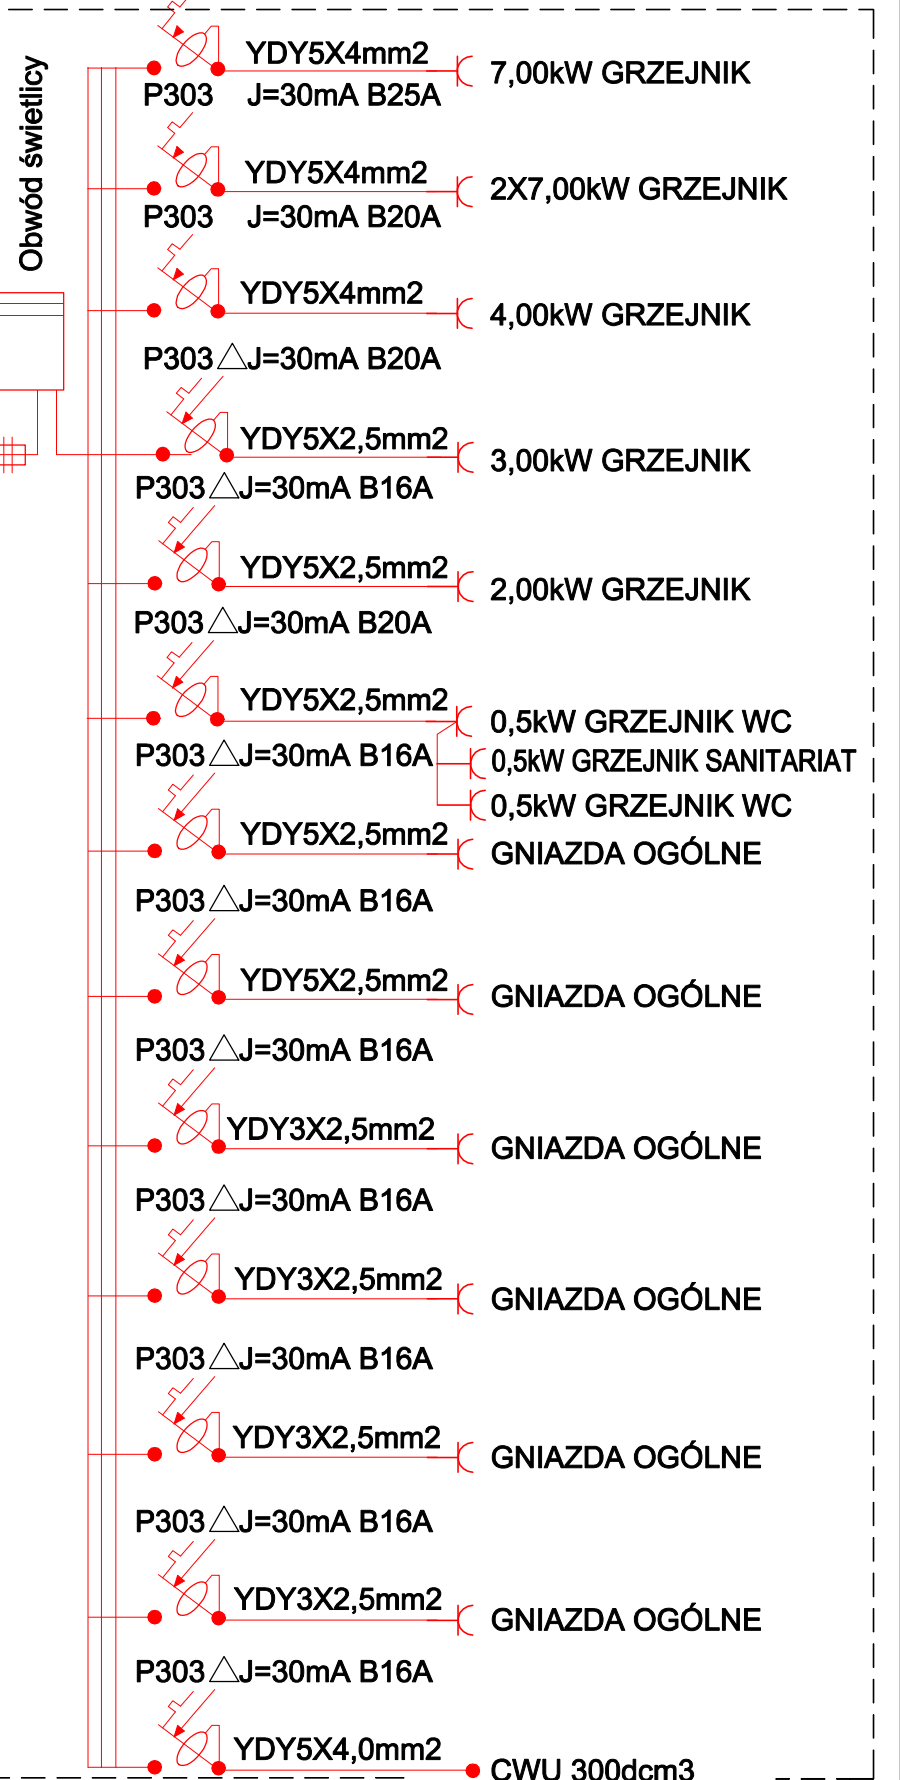 Obwód świetlicy
YDY5X4mm2
7,00kW GRZEJNIK
P303 J=30mA B25A
YDY5X4mm2
2X7,00kW GRZEJNIK
P303 J=30mA B20A
YDY5X4mm2
4,00kW GRZEJNIK
P303 △J=30mA B20A
YDY5X2,5mm2
3,00kW GRZEJNIK
P303 △J=30mA B16A
YDY5X2,5mm2
2,00kW GRZEJNIK
P303 △J=30mA B20A
YDY5X2,5mm2
0,5kW GRZEJNIK WC
P303 △J=30mA B16A
0,5kW GRZEJNIK SANITARIAT
0,5kW GRZEJNIK WC
YDY5X2,5mm2
GNIAZDA OGÓLNE
P303 △J=30mA B16A
YDY5X2,5mm2
GNIAZDA OGÓLNE
P303 △J=30mA B16A
YDY3X2,5mm2
GNIAZDA OGÓLNE
P303 △J=30mA B16A
YDY3X2,5mm2
GNIAZDA OGÓLNE
P303 △J=30mA B16A
YDY3X2,5mm2
GNIAZDA OGÓLNE
P303 △J=30mA B16A
YDY3X2,5mm2
GNIAZDA OGÓLNE
P303 △J=30mA B16A
YDY5X4,0mm2
CWU 300dcm3